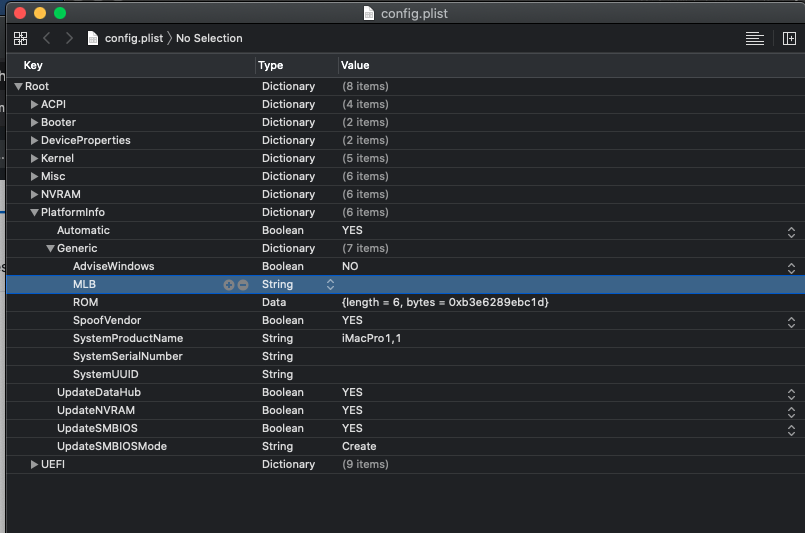 config.plist
config.plist 〉 No Selection
Key Type Value
Root Dictionary (8 items)
ACPI Dictionary (4 items)
Booter Dictionary (2 items)
DeviceProperties Dictionary (2 items)
Kernel Dictionary (5 items)
Misc Dictionary (6 items)
NVRAM Dictionary (6 items)
PlatformInfo Dictionary (6 items)
Automatic Boolean YES
Generic Dictionary (7 items)
AdviseWindows Boolean NO
MLB String
ROM Data {length = 6, bytes = 0xb3e6289ebc1d}
SpoofVendor Boolean YES
SystemProductName String iMacPro1,1
SystemSerialNumber String
SystemUUID String
UpdateDataHub Boolean YES
UpdateNVRAM Boolean YES
UpdateSMBIOS Boolean YES
UpdateSMBIOSMode String Create
UEFI Dictionary (9 items)